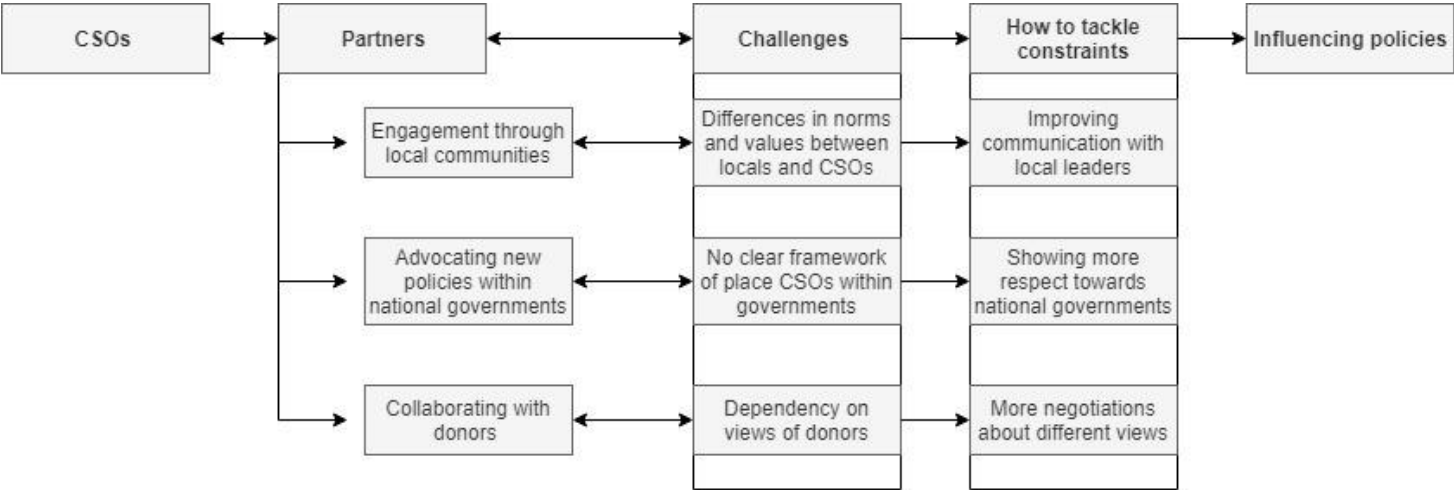 CSOs
Partners
Challenges
How to tackle
constraints
Influencing policies
Engagement through
local communities
Differences in norms
and values between
locals and CSOs
Improving
communication with
local leaders
Advocating new
policies within
national governments
No clear framework
of place CSOs within
governments
Showing more
respect towards
national governments
Collaborating with
donors
Dependency on
views of donors
More negotiations
about different views